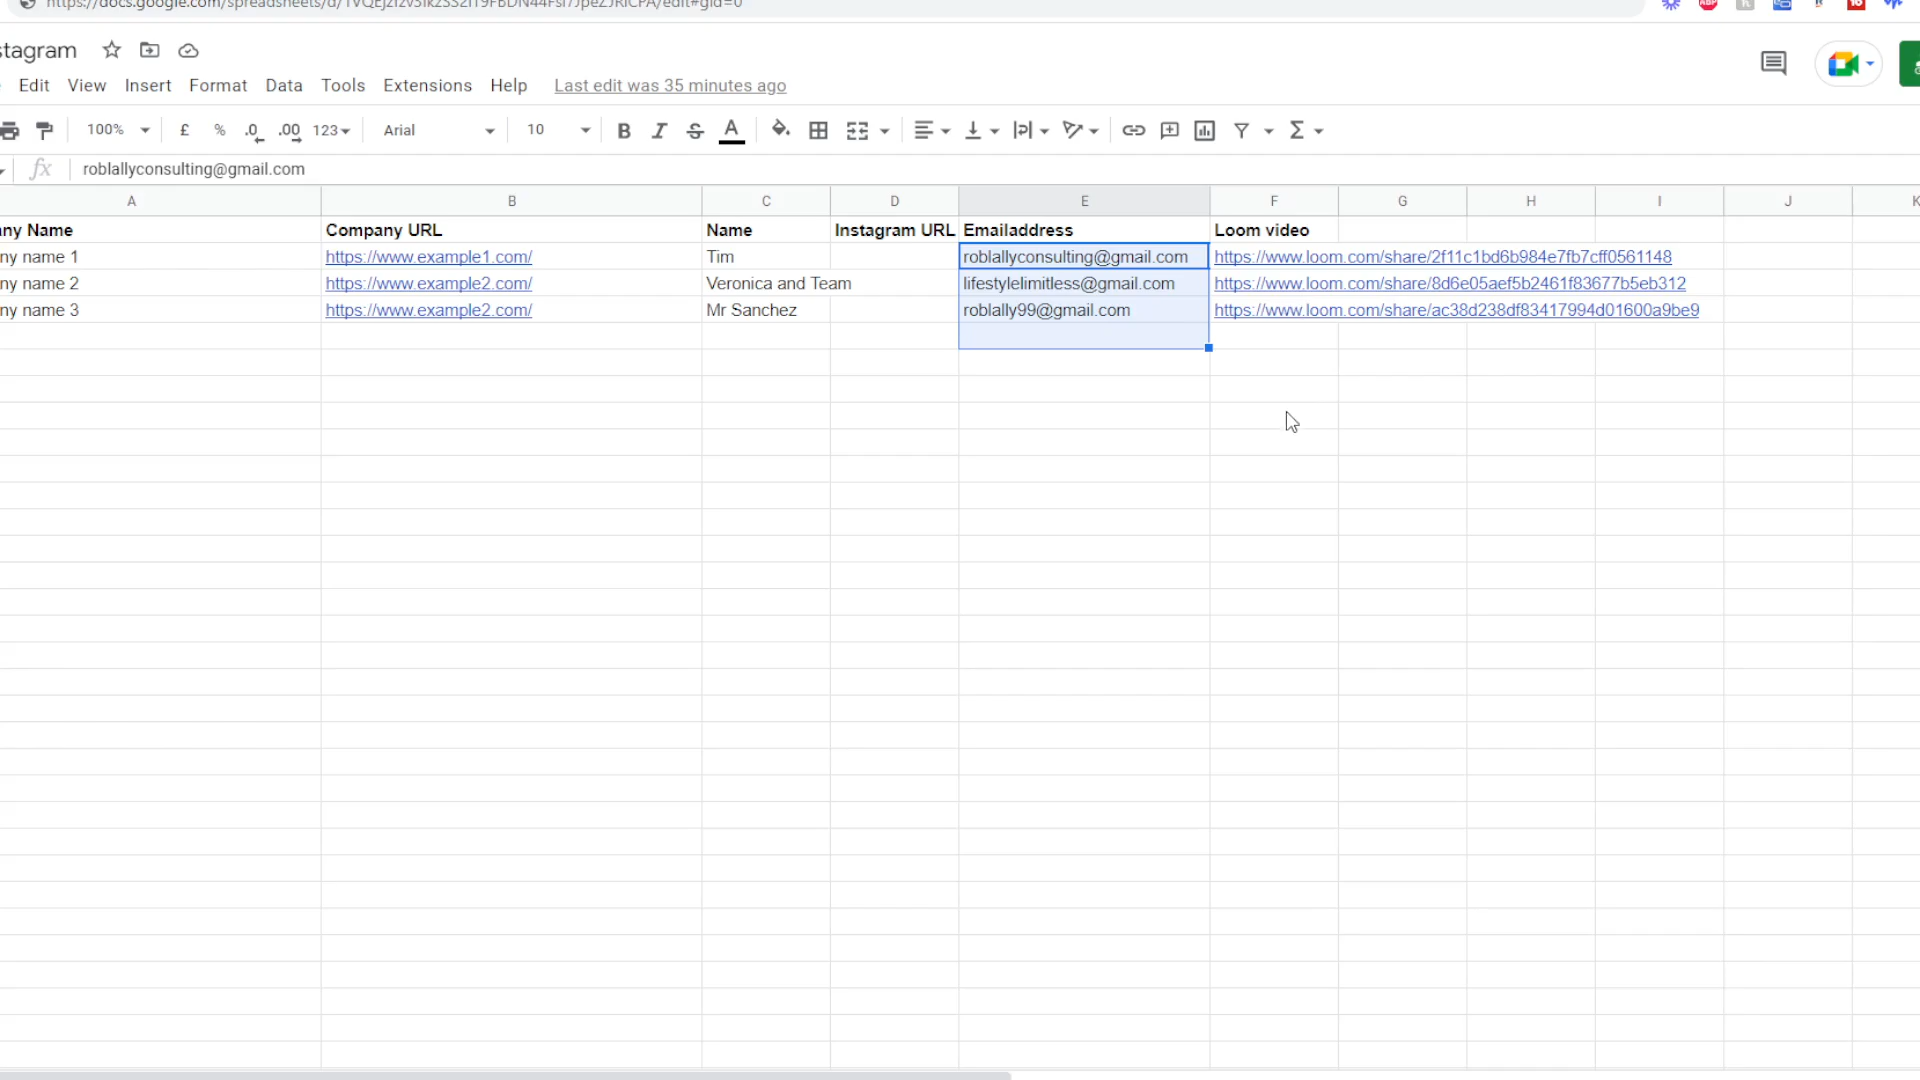 stagram
Edit View Insert Format Data Tools Extensions Help Last edit was 35 minutes ago
100% £ % .0 .00 123 Arial 10 B I S A Σ
fx roblallyconsulting@gmail.com
A B C D E F G H I J K
ny Name Company URL Name Instagram URL Emailaddress Loom video
ny name 1 https://www.example1.com/ Tim roblallyconsulting@gmail.com https://www.loom.com/share/2f11c1bd6b984e7fb7cff0561148
ny name 2 https://www.example2.com/ Veronica and Team lifestylelimitless@gmail.com https://www.loom.com/share/8d6e05aef5b2461f83677b5eb312
ny name 3 https://www.example2.com/ Mr Sanchez roblally99@gmail.com https://www.loom.com/share/ac38d238df83417994d01600a9be9